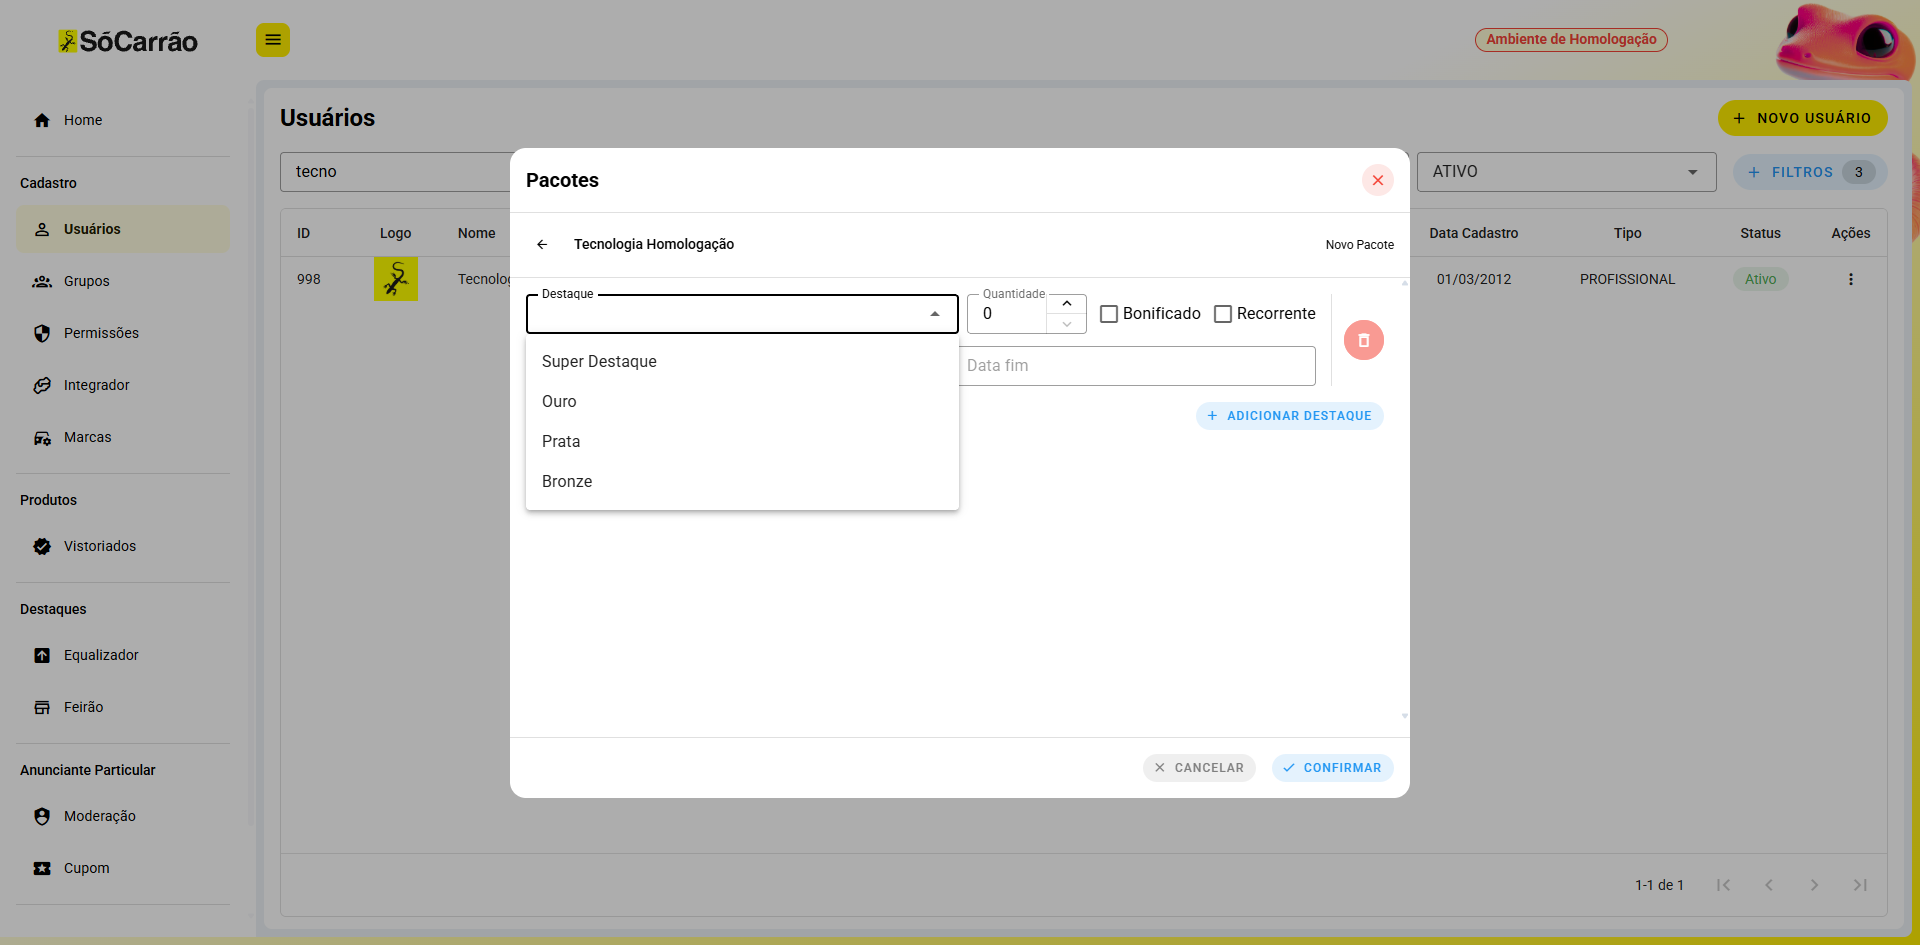 SóCarrão
Ambiente de Homologação
Home
Cadastro
Usuários
Grupos
Permissões
Integrador
Marcas
Produtos
Vistoriados
Destaques
Equalizador
Feirão
Anunciante Particular
Moderação
Cupom
Usuários
+ NOVO USUÁRIO
tecno
ATIVO
+ FILTROS 3
ID Logo Nome Data Cadastro Tipo Status Ações
998 Tecnolog 01/03/2012 PROFISSIONAL Ativo
1-1 de 1
Pacotes
Tecnologia Homologação Novo Pacote
Destaque
Quantidade
0
Bonificado
Recorrente
Data fim
Super Destaque
Ouro
Prata
Bronze
+ ADICIONAR DESTAQUE
CANCELAR
CONFIRMAR